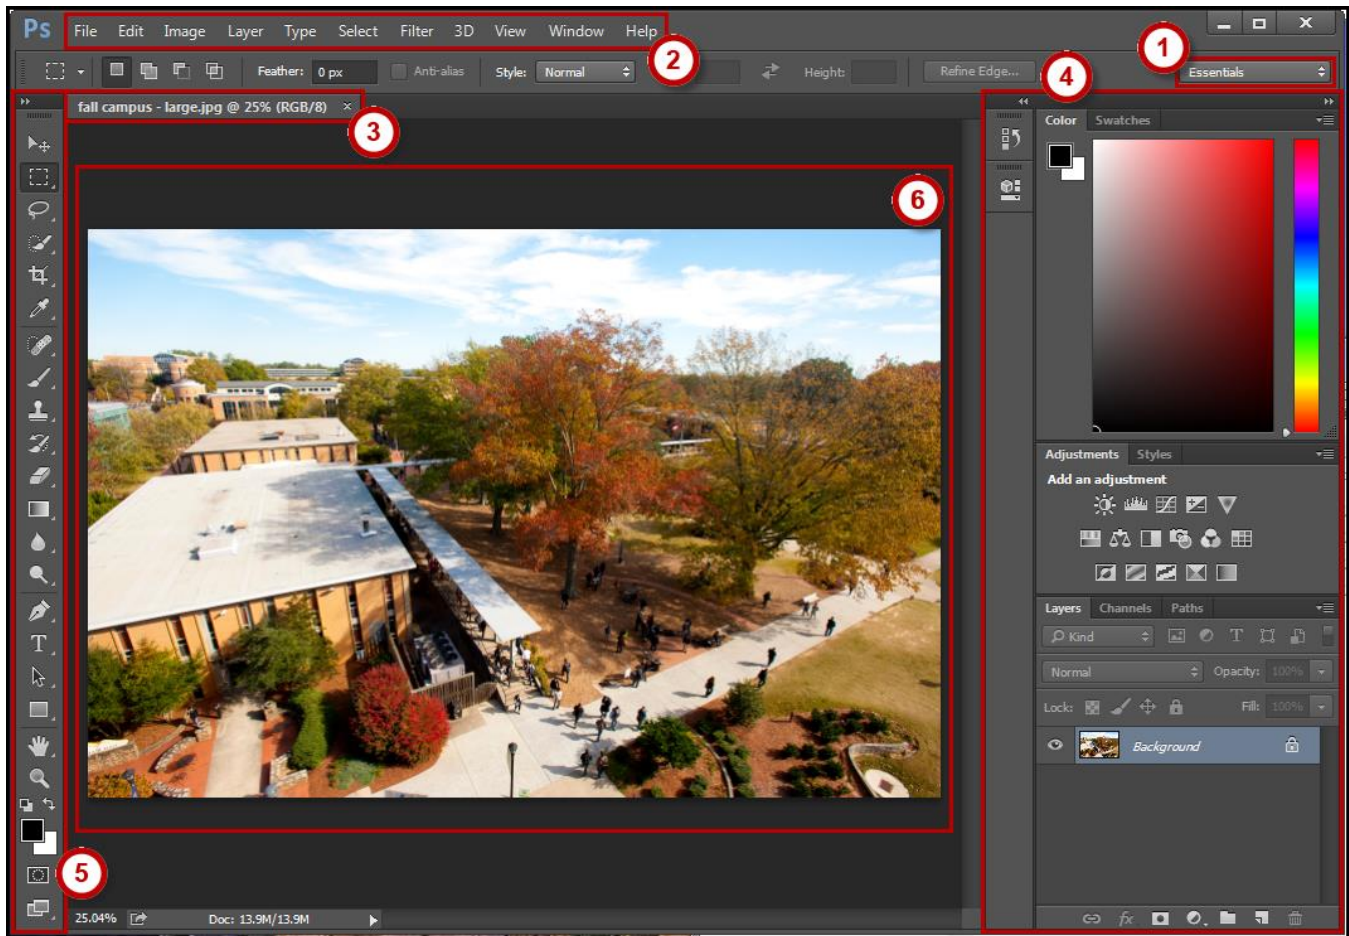 Ps File Edit Image Layer Type Select Filter 3D View Window Help
2
1
Feather: 0 px Anti-alias Style: Normal Height: Refine Edge... Essentials
4
fall campus - large.jpg @ 25% (RGB/8) ×
3
Color Swatches
6
Adjustments Styles
Add an adjustment
Layers Channels Paths
Kind T
Normal Opacity: 100%
Lock: Fill: 100%
Background
T
5
25.04% Doc: 13.9M/13.9M
fx